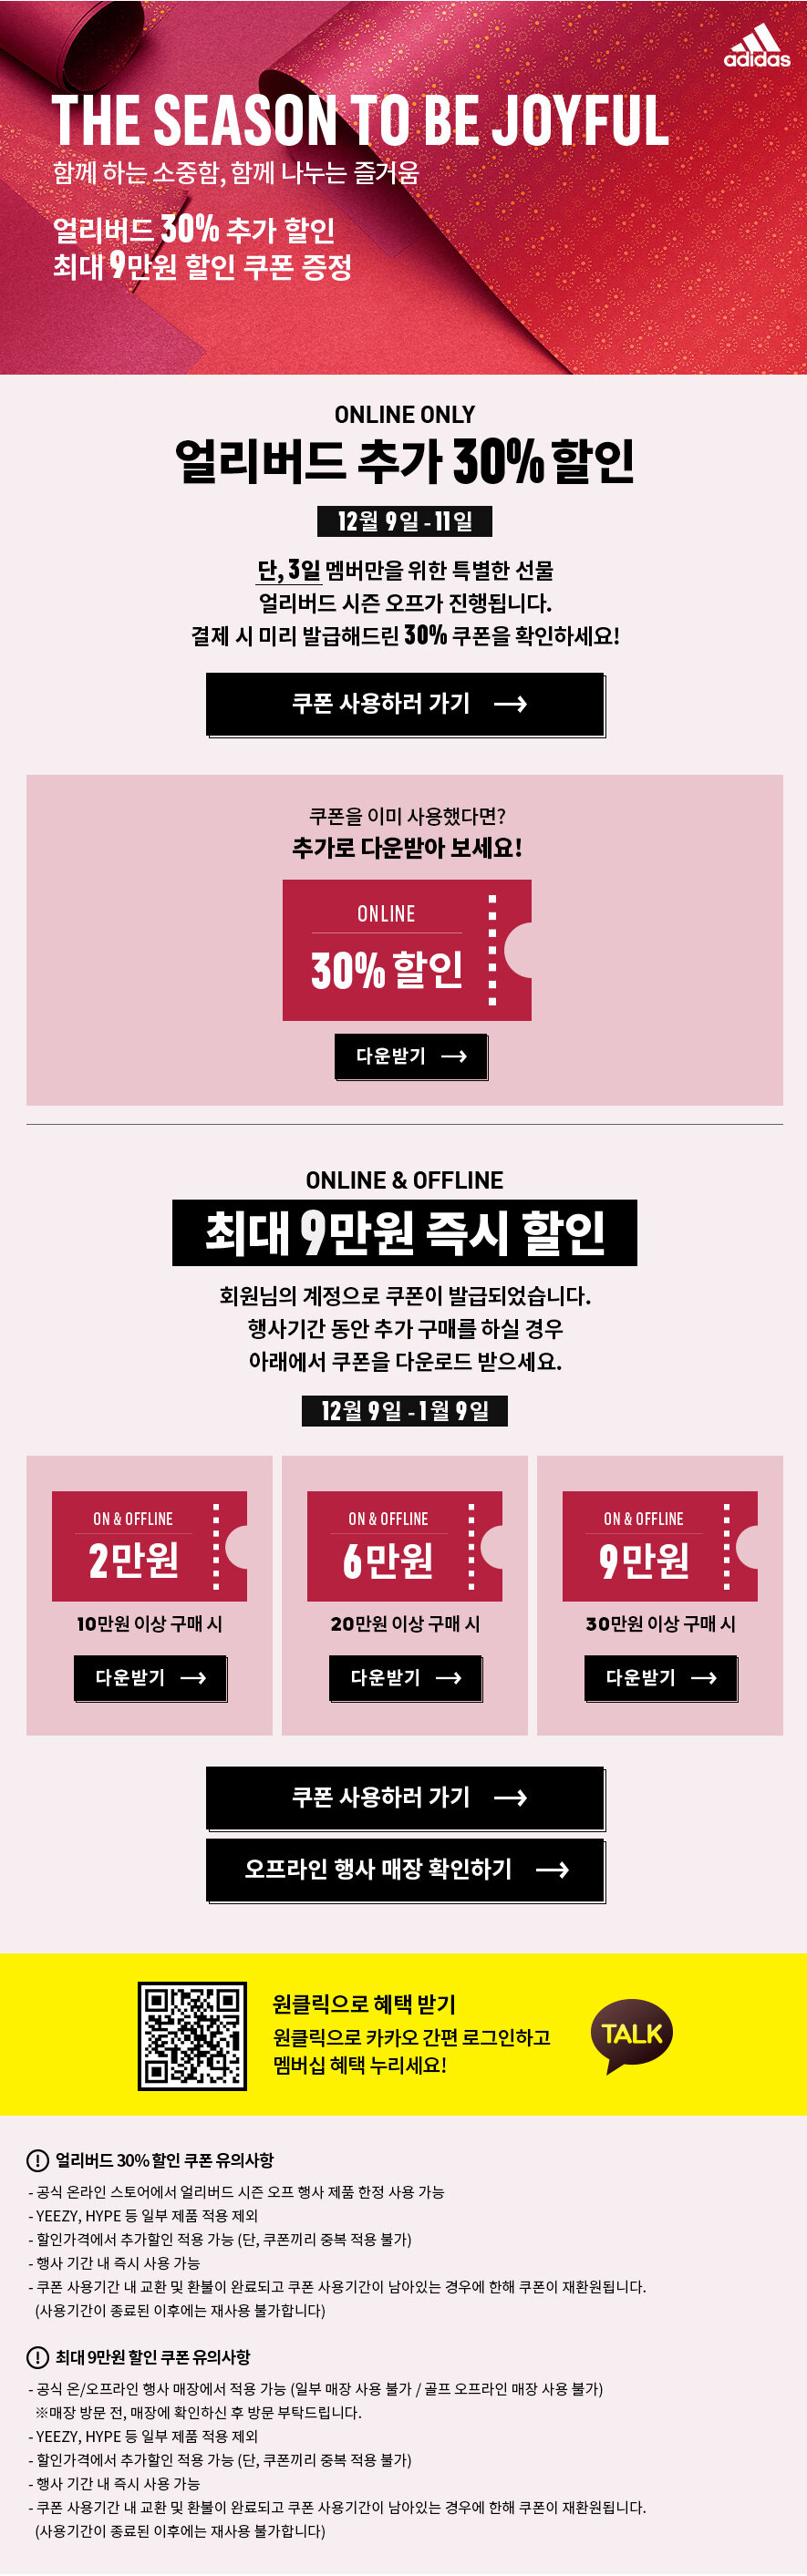 adidas
THE SEASON TO BE JOYFUL
함께 하는 소중함, 함께 나누는 즐거움
얼리버드 30% 추가 할인
최대 9만원 할인 쿠폰 증정
ONLINE ONLY
얼리버드 추가 30% 할인
12월 9일 - 11일
단, 3일 멤버만을 위한 특별한 선물
얼리버드 시즌 오프가 진행됩니다.
결제 시 미리 발급해드린 30% 쿠폰을 확인하세요!
쿠폰 사용하러 가기 →
쿠폰을 이미 사용했다면?
추가로 다운받아 보세요!
ONLINE
30% 할인
다운받기 →
ONLINE & OFFLINE
최대 9만원 즉시 할인
회원님의 계정으로 쿠폰이 발급되었습니다.
행사기간 동안 추가 구매를 하실 경우
아래에서 쿠폰을 다운로드 받으세요.
12월 9일 - 1월 9일
ON & OFFLINE
2만원
10만원 이상 구매 시
다운받기 →
ON & OFFLINE
6만원
20만원 이상 구매 시
다운받기 →
ON & OFFLINE
9만원
30만원 이상 구매 시
다운받기 →
쿠폰 사용하러 가기 →
오프라인 행사 매장 확인하기 →
원클릭으로 혜택 받기
원클릭으로 카카오 간편 로그인하고
멤버십 혜택 누리세요!
TALK
! 얼리버드 30% 할인 쿠폰 유의사항
- 공식 온라인 스토어에서 얼리버드 시즌 오프 행사 제품 한정 사용 가능
- YEEZY, HYPE 등 일부 제품 적용 제외
- 할인가격에서 추가할인 적용 가능 (단, 쿠폰끼리 중복 적용 불가)
- 행사 기간 내 즉시 사용 가능
- 쿠폰 사용기간 내 교환 및 환불이 완료되고 쿠폰 사용기간이 남아있는 경우에 한해 쿠폰이 재환원됩니다.
(사용기간이 종료된 이후에는 재사용 불가합니다)
! 최대 9만원 할인 쿠폰 유의사항
- 공식 온/오프라인 행사 매장에서 적용 가능 (일부 매장 사용 불가 / 골프 오프라인 매장 사용 불가)
※매장 방문 전, 매장에 확인하신 후 방문 부탁드립니다.
- YEEZY, HYPE 등 일부 제품 적용 제외
- 할인가격에서 추가할인 적용 가능 (단, 쿠폰끼리 중복 적용 불가)
- 행사 기간 내 즉시 사용 가능
- 쿠폰 사용기간 내 교환 및 환불이 완료되고 쿠폰 사용기간이 남아있는 경우에 한해 쿠폰이 재환원됩니다.
(사용기간이 종료된 이후에는 재사용 불가합니다)